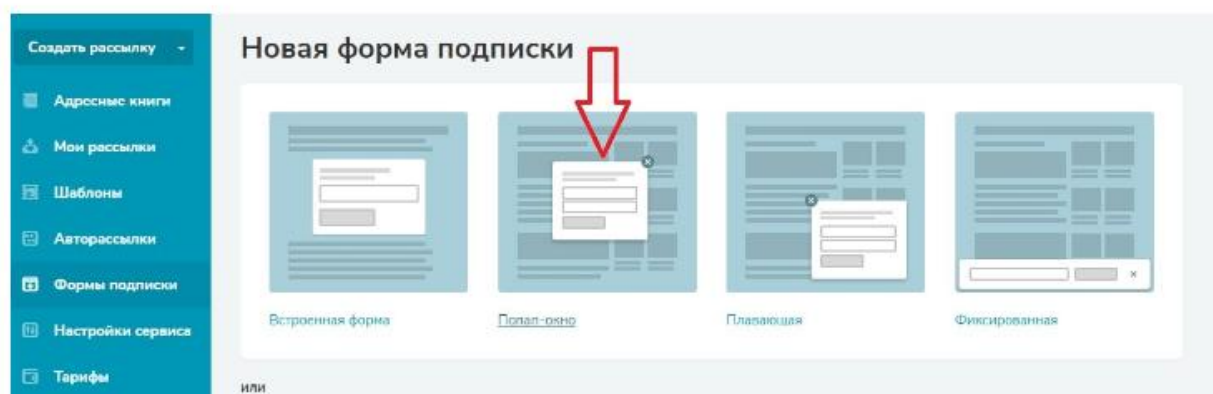 Создать рассылку
Новая форма подписки
Адресные книги
Мои рассылки
Шаблоны
Авторассылки
Формы подписки
Настройки сервиса
Тарифы
Встроенная форма
Попап-окно
Плавающая
Фиксированная
или